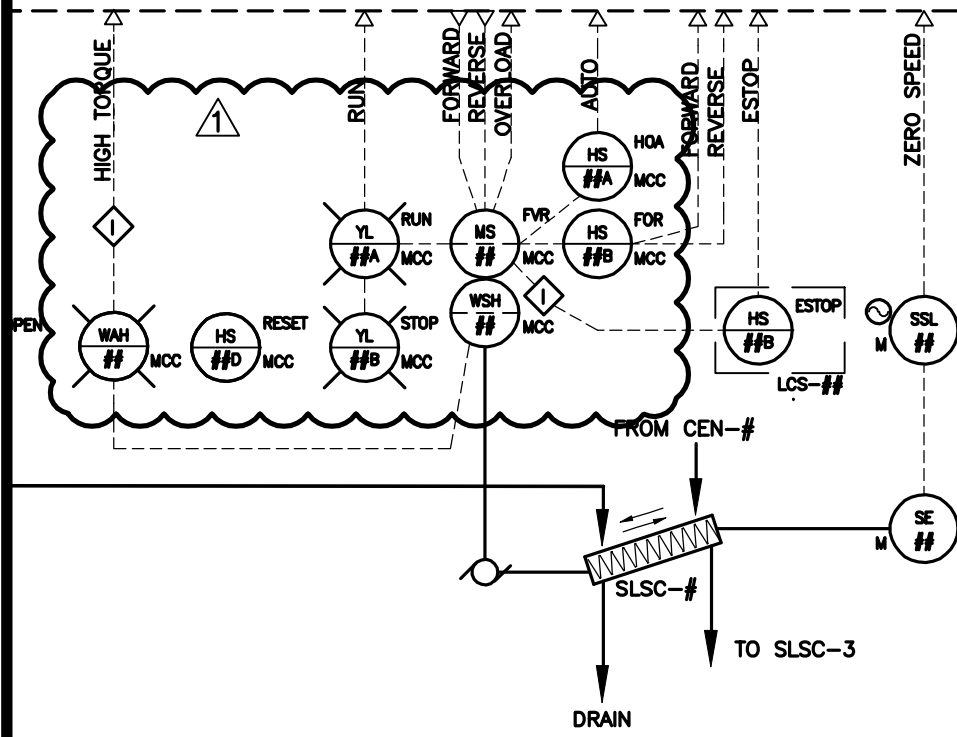 HIGH TORQUE
RUN
FORWARD
REVERSE
OVERLOAD
AUTO
FORWARD
REVERSE
ESTOP
ZERO SPEED
1
HS
##A
HOA
MCC
I
YL
##A
RUN
MCC
MS
##
FVR
MCC
HS
##B
FOR
MCC
I
PEN
WAH
##
MCC
HS
##D
RESET
MCC
YL
##B
STOP
MCC
WSH
##
MCC
HS
##B
ESTOP
LCS-##
SSL
##
M
FROM CEN-#
SE
##
M
SLSC-#
TO SLSC-3
DRAIN